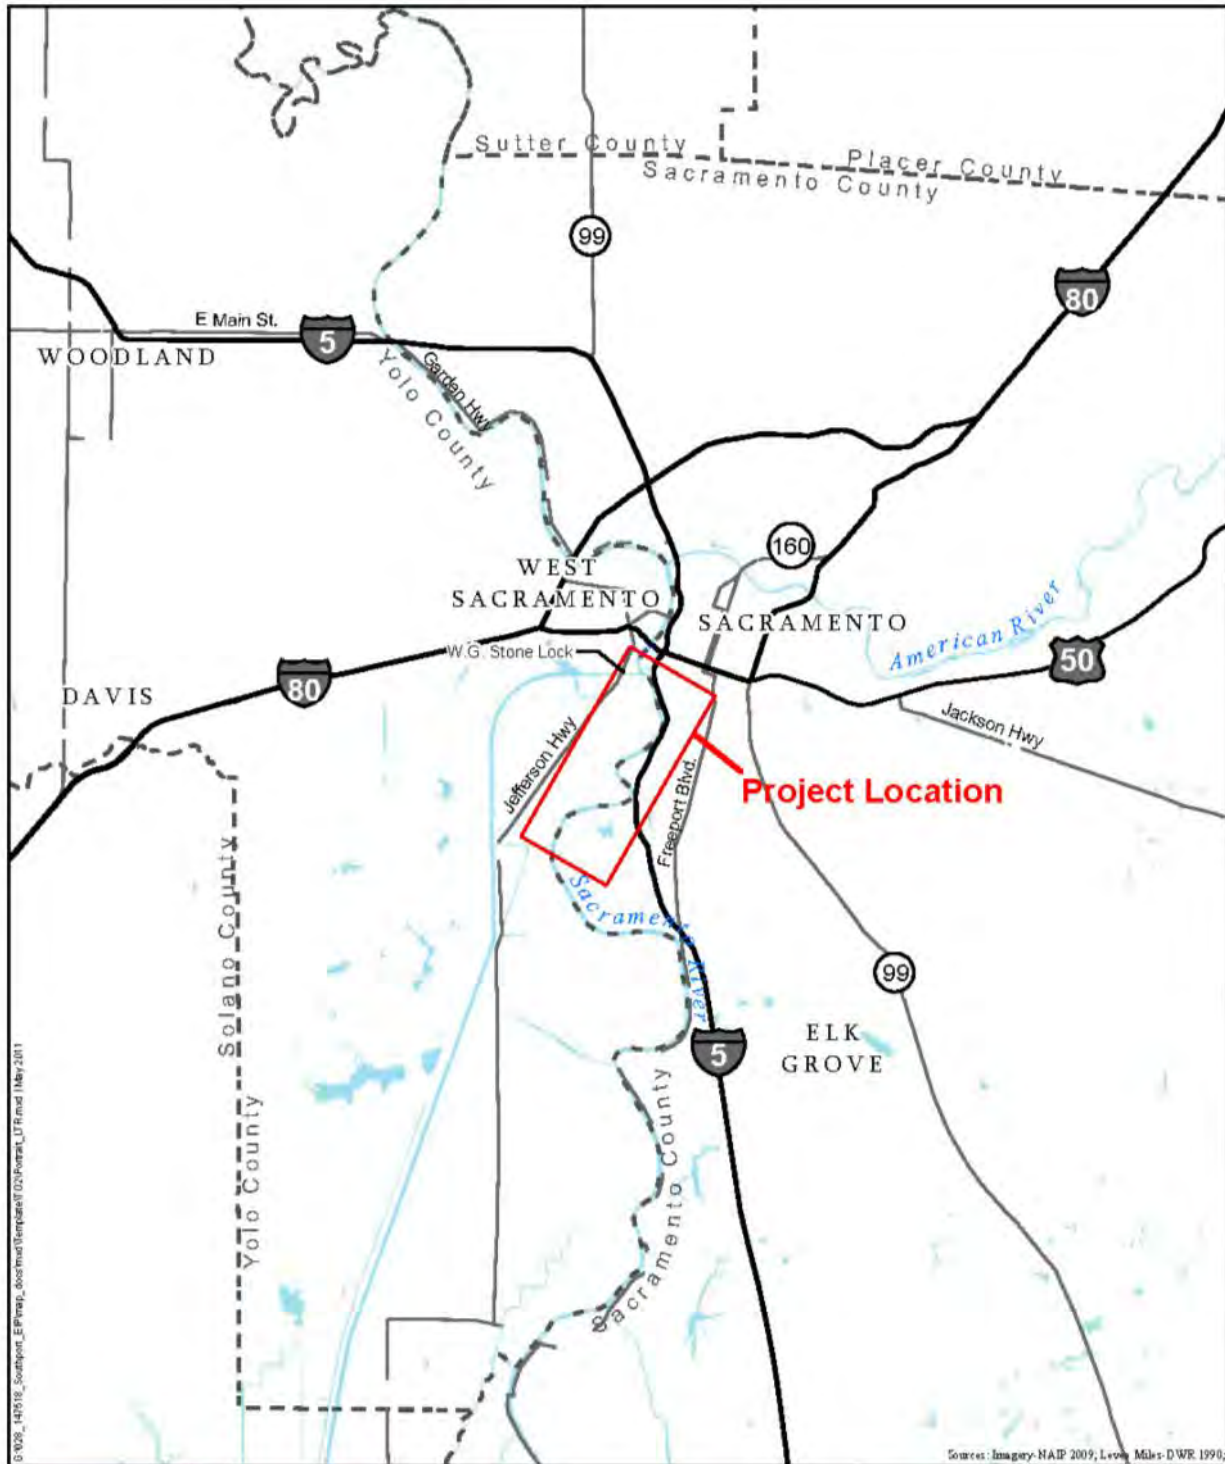 Sutter County
Placer County
Sacramento County
99
80
E Main St.
5
WOODLAND
Garden Hwy
Yolo County
160
WEST
SACRAMENTO
SACRAMENTO
American River
W.G. Stone Lock
50
80
DAVIS
Jackson Hwy
Jefferson Hwy
Project Location
Freeport Blvd.
Sacramento River
Solano County
Yolo County
99
5
ELK
GROVE
Sacramento County
Sources: Imagery-NAIP 2009; Levee Miles-DWR 1990;